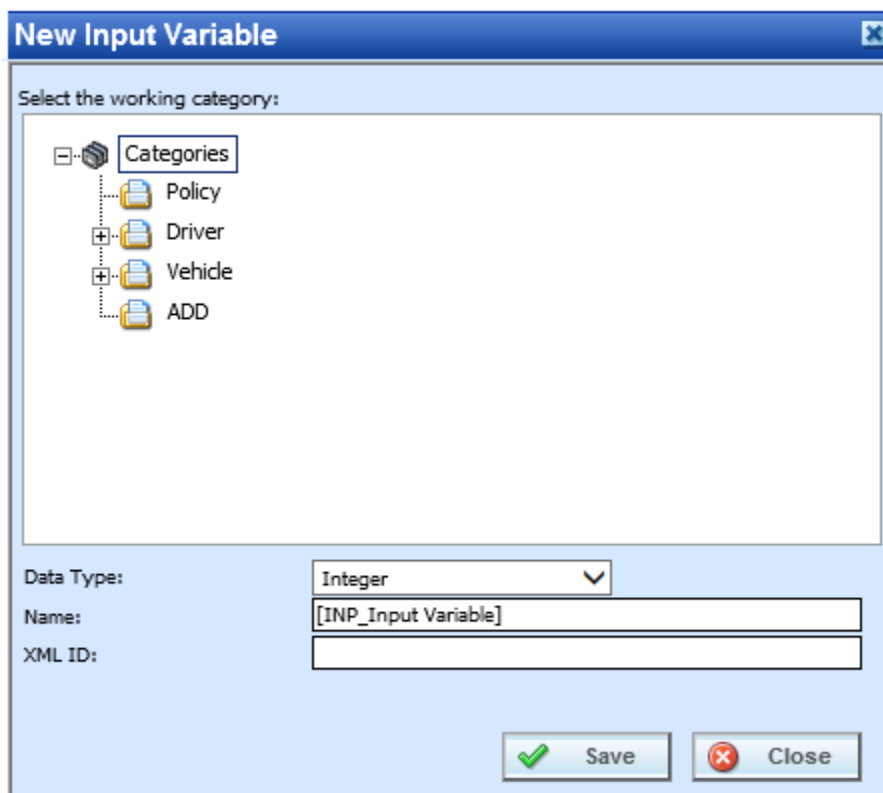 New Input Variable
Select the working category:
Categories
Policy
Driver
Vehicle
ADD
Data Type: Integer
Name: [INP_Input Variable]
XML ID:
Save Close